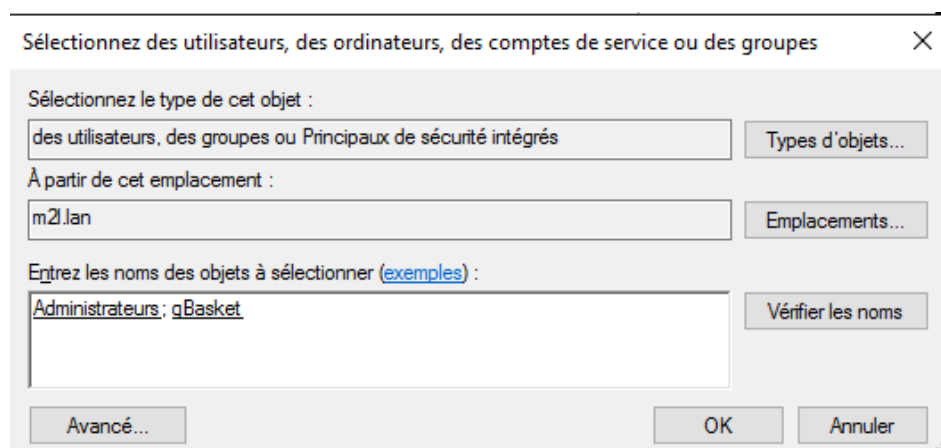 Sélectionnez des utilisateurs, des ordinateurs, des comptes de service ou des groupes
Sélectionnez le type de cet objet :
des utilisateurs, des groupes ou Principaux de sécurité intégrés
Types d'objets...
À partir de cet emplacement :
m2l.lan
Emplacements...
Entrez les noms des objets à sélectionner (exemples) :
Administrateurs; gBasket
Vérifier les noms
Avancé...
OK
Annuler